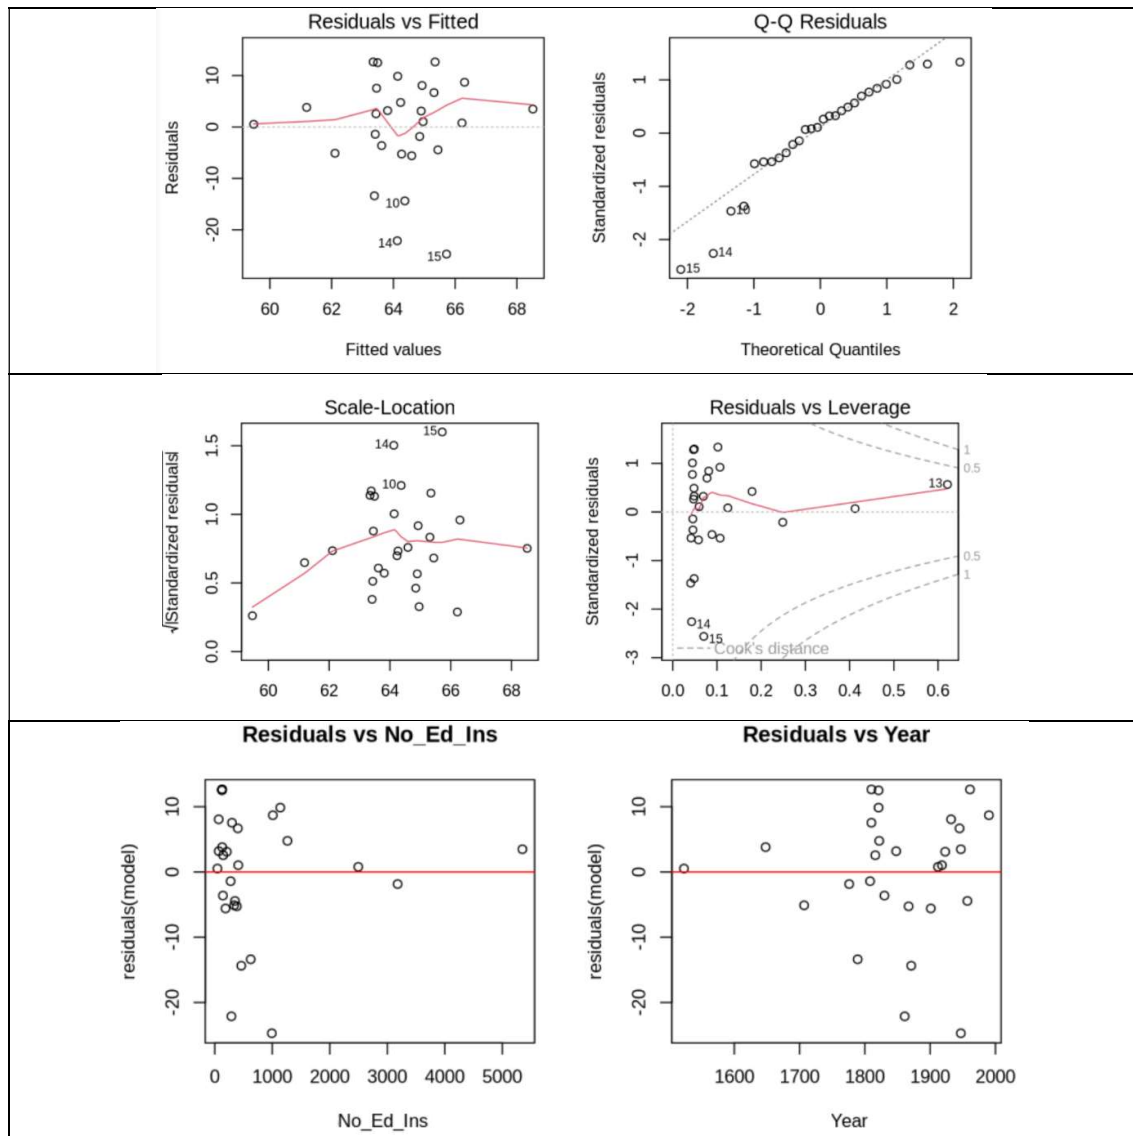 Residuals vs Fitted
Residuals
10
0
-10
-20
10
14
15
60 62 64 66 68
Fitted values
Q-Q Residuals
Standardized residuals
1
0
-1
-2
10
14
15
-2 -1 0 1 2
Theoretical Quantiles
Scale-Location
√|Standardized residuals|
1.5
1.0
0.5
0.0
14
15
10
60 62 64 66 68
Residuals vs Leverage
Standardized residuals
1
0
-1
-2
-3
1
0.5
13
0.5
1
14
15
Cook's distance
0.0 0.1 0.2 0.3 0.4 0.5 0.6
Residuals vs No_Ed_Ins
residuals(model)
10
0
-10
-20
0 1000 2000 3000 4000 5000
No_Ed_Ins
Residuals vs Year
residuals(model)
10
0
-10
-20
1600 1700 1800 1900 2000
Year